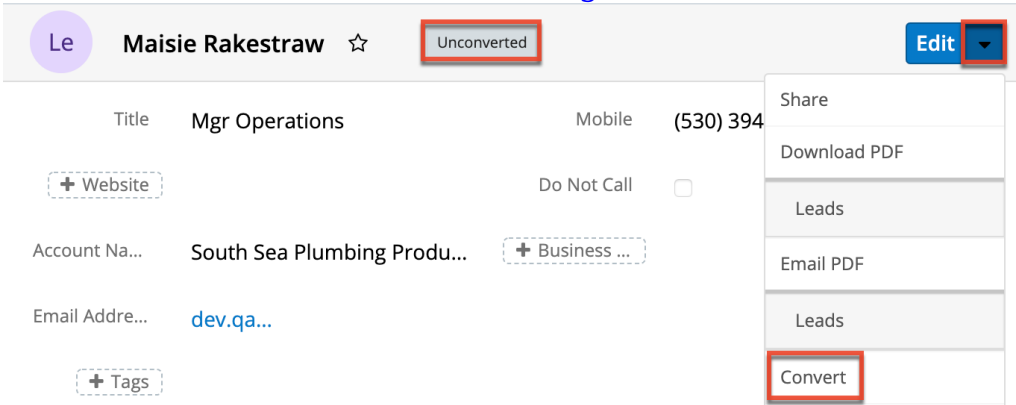 Le Maisie Rakestraw Unconverted Edit
Share
Title Mgr Operations Mobile (530) 394
Download PDF
+ Website Do Not Call
Leads
Account Na... South Sea Plumbing Produ... + Business ...
Email PDF
Email Addre... dev.qa...
Leads
+ Tags
Convert